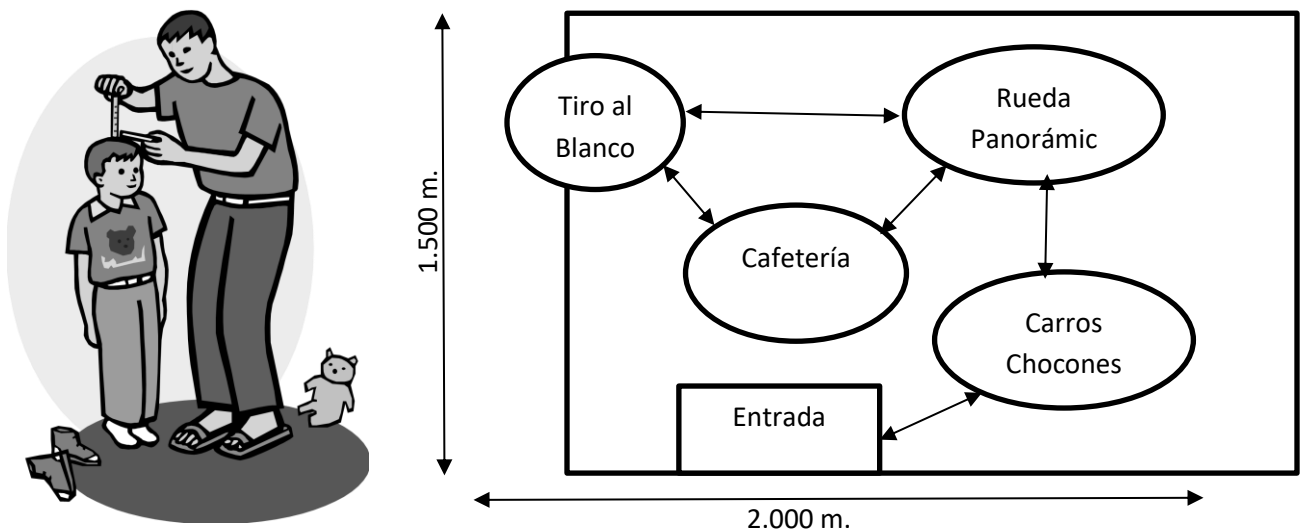 Tiro al
Blanco
Rueda
Panorámic
Cafetería
Carros
Chocones
Entrada
1.500 m.
2.000 m.